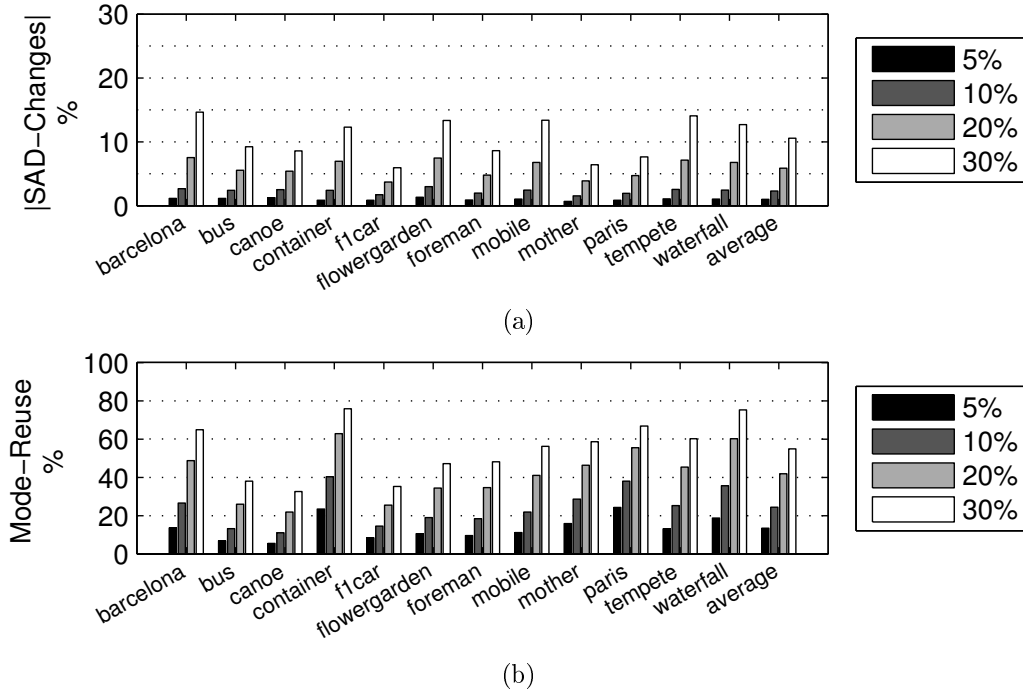 30
20
10
0
|SAD−Changes|
%
barcelona
bus
canoe
container
f1car
flowergarden
foreman
mobile
mother
paris
tempete
waterfall
average
5%
10%
20%
30%
(a)
100
80
60
40
20
0
Mode−Reuse
%
barcelona
bus
canoe
container
f1car
flowergarden
foreman
mobile
mother
paris
tempete
waterfall
average
5%
10%
20%
30%
(b)